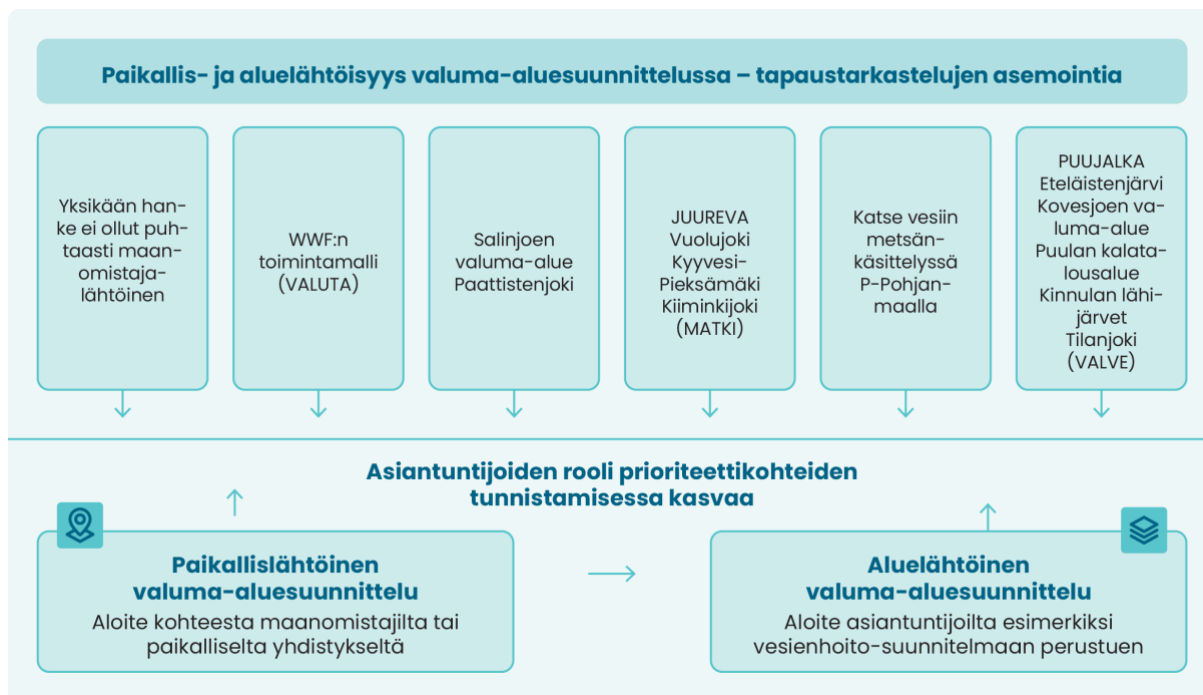 Paikallis- ja aluelähtöisyys valuma-aluesuunnittelussa – tapaustarkastelujen asemointia
Yksikään han-
ke ei ollut puh-
taasti maan-
omistaja-
lähtöinen
WWF:n
toimintamalli
(VALUTA)
Salinjoen
valuma-alue
Paattistenjoki
JUUREVA
Vuolujoki
Kyyvesi-
Pieksämäki
Kiiminkijoki
(MATKI)
Katse vesiin
metsän-
käsittelyssä
P-Pohjan-
maalla
PUUJALKA
Eteläistenjärvi
Kovesjoen va-
luma-alue
Puulan kalata-
lousalue
Kinnulan lähi-
järvet
Tilanjoki
(VALVE)
Asiantuntijoiden rooli prioriteettikohteiden
tunnistamisessa kasvaa
Paikallislähtöinen
valuma-aluesuunnittelu
Aloite kohteesta maanomistajilta tai
paikalliselta yhdistykseltä
Aluelähtöinen
valuma-aluesuunnittelu
Aloite asiantuntijoilta esimerkiksi
vesienhoito-suunnitelmaan perustuen